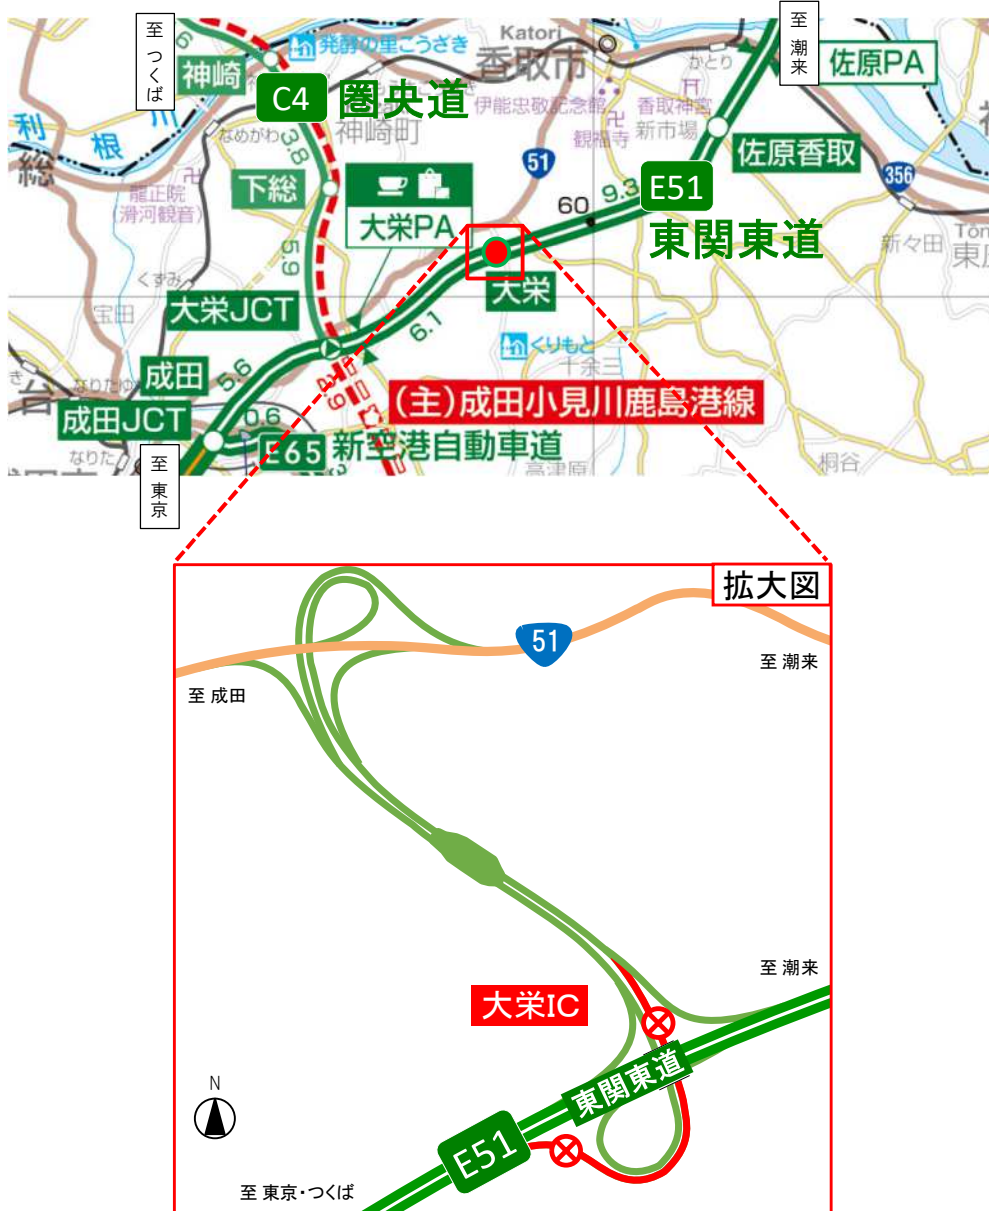 至 つくば
6
神崎
発酵の里こうさき
Katori
香取市
かとり
至 潮来
佐原PA
C4 圏央道
利根川
なめがわ
神崎町
伊能忠敬記念館
香取神宮
観福寺
新市場
佐原香取
総
3.8
51
356
龍正院
(滑河観音)
下総
大栄PA
60
9.3
E51
東関東道
新々田
東
くずみ
5.9
大栄JCT
大栄
宝田
6.1
くりもと
十余三
成田
5.6
(主)成田小見川鹿島港線
成田JCT
0.6
なりた
E65 新空港自動車道
桐谷
至 東京
高津原
拡大図
51
至 成田
至 潮来
至 潮来
大栄IC
東関東道
N
E51
至 東京・つくば